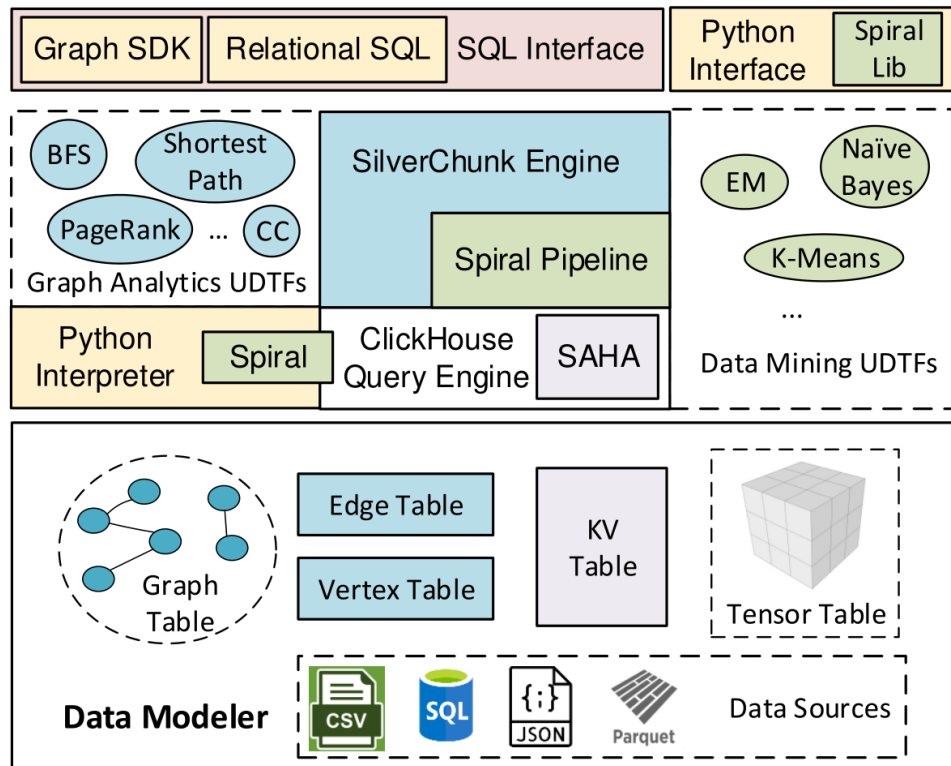 Graph SDK
Relational SQL
SQL Interface
Python
Interface
Spiral
Lib
BFS
Shortest
Path
PageRank
...
CC
Graph Analytics UDTFs
SilverChunk Engine
Spiral Pipeline
EM
Naïve
Bayes
K-Means
...
Data Mining UDTFs
Python
Interpreter
Spiral
ClickHouse
Query Engine
SAHA
Graph
Table
Edge Table
Vertex Table
KV
Table
Tensor Table
Data Modeler
CSV
SQL
{;}
JSON
Parquet
Data Sources